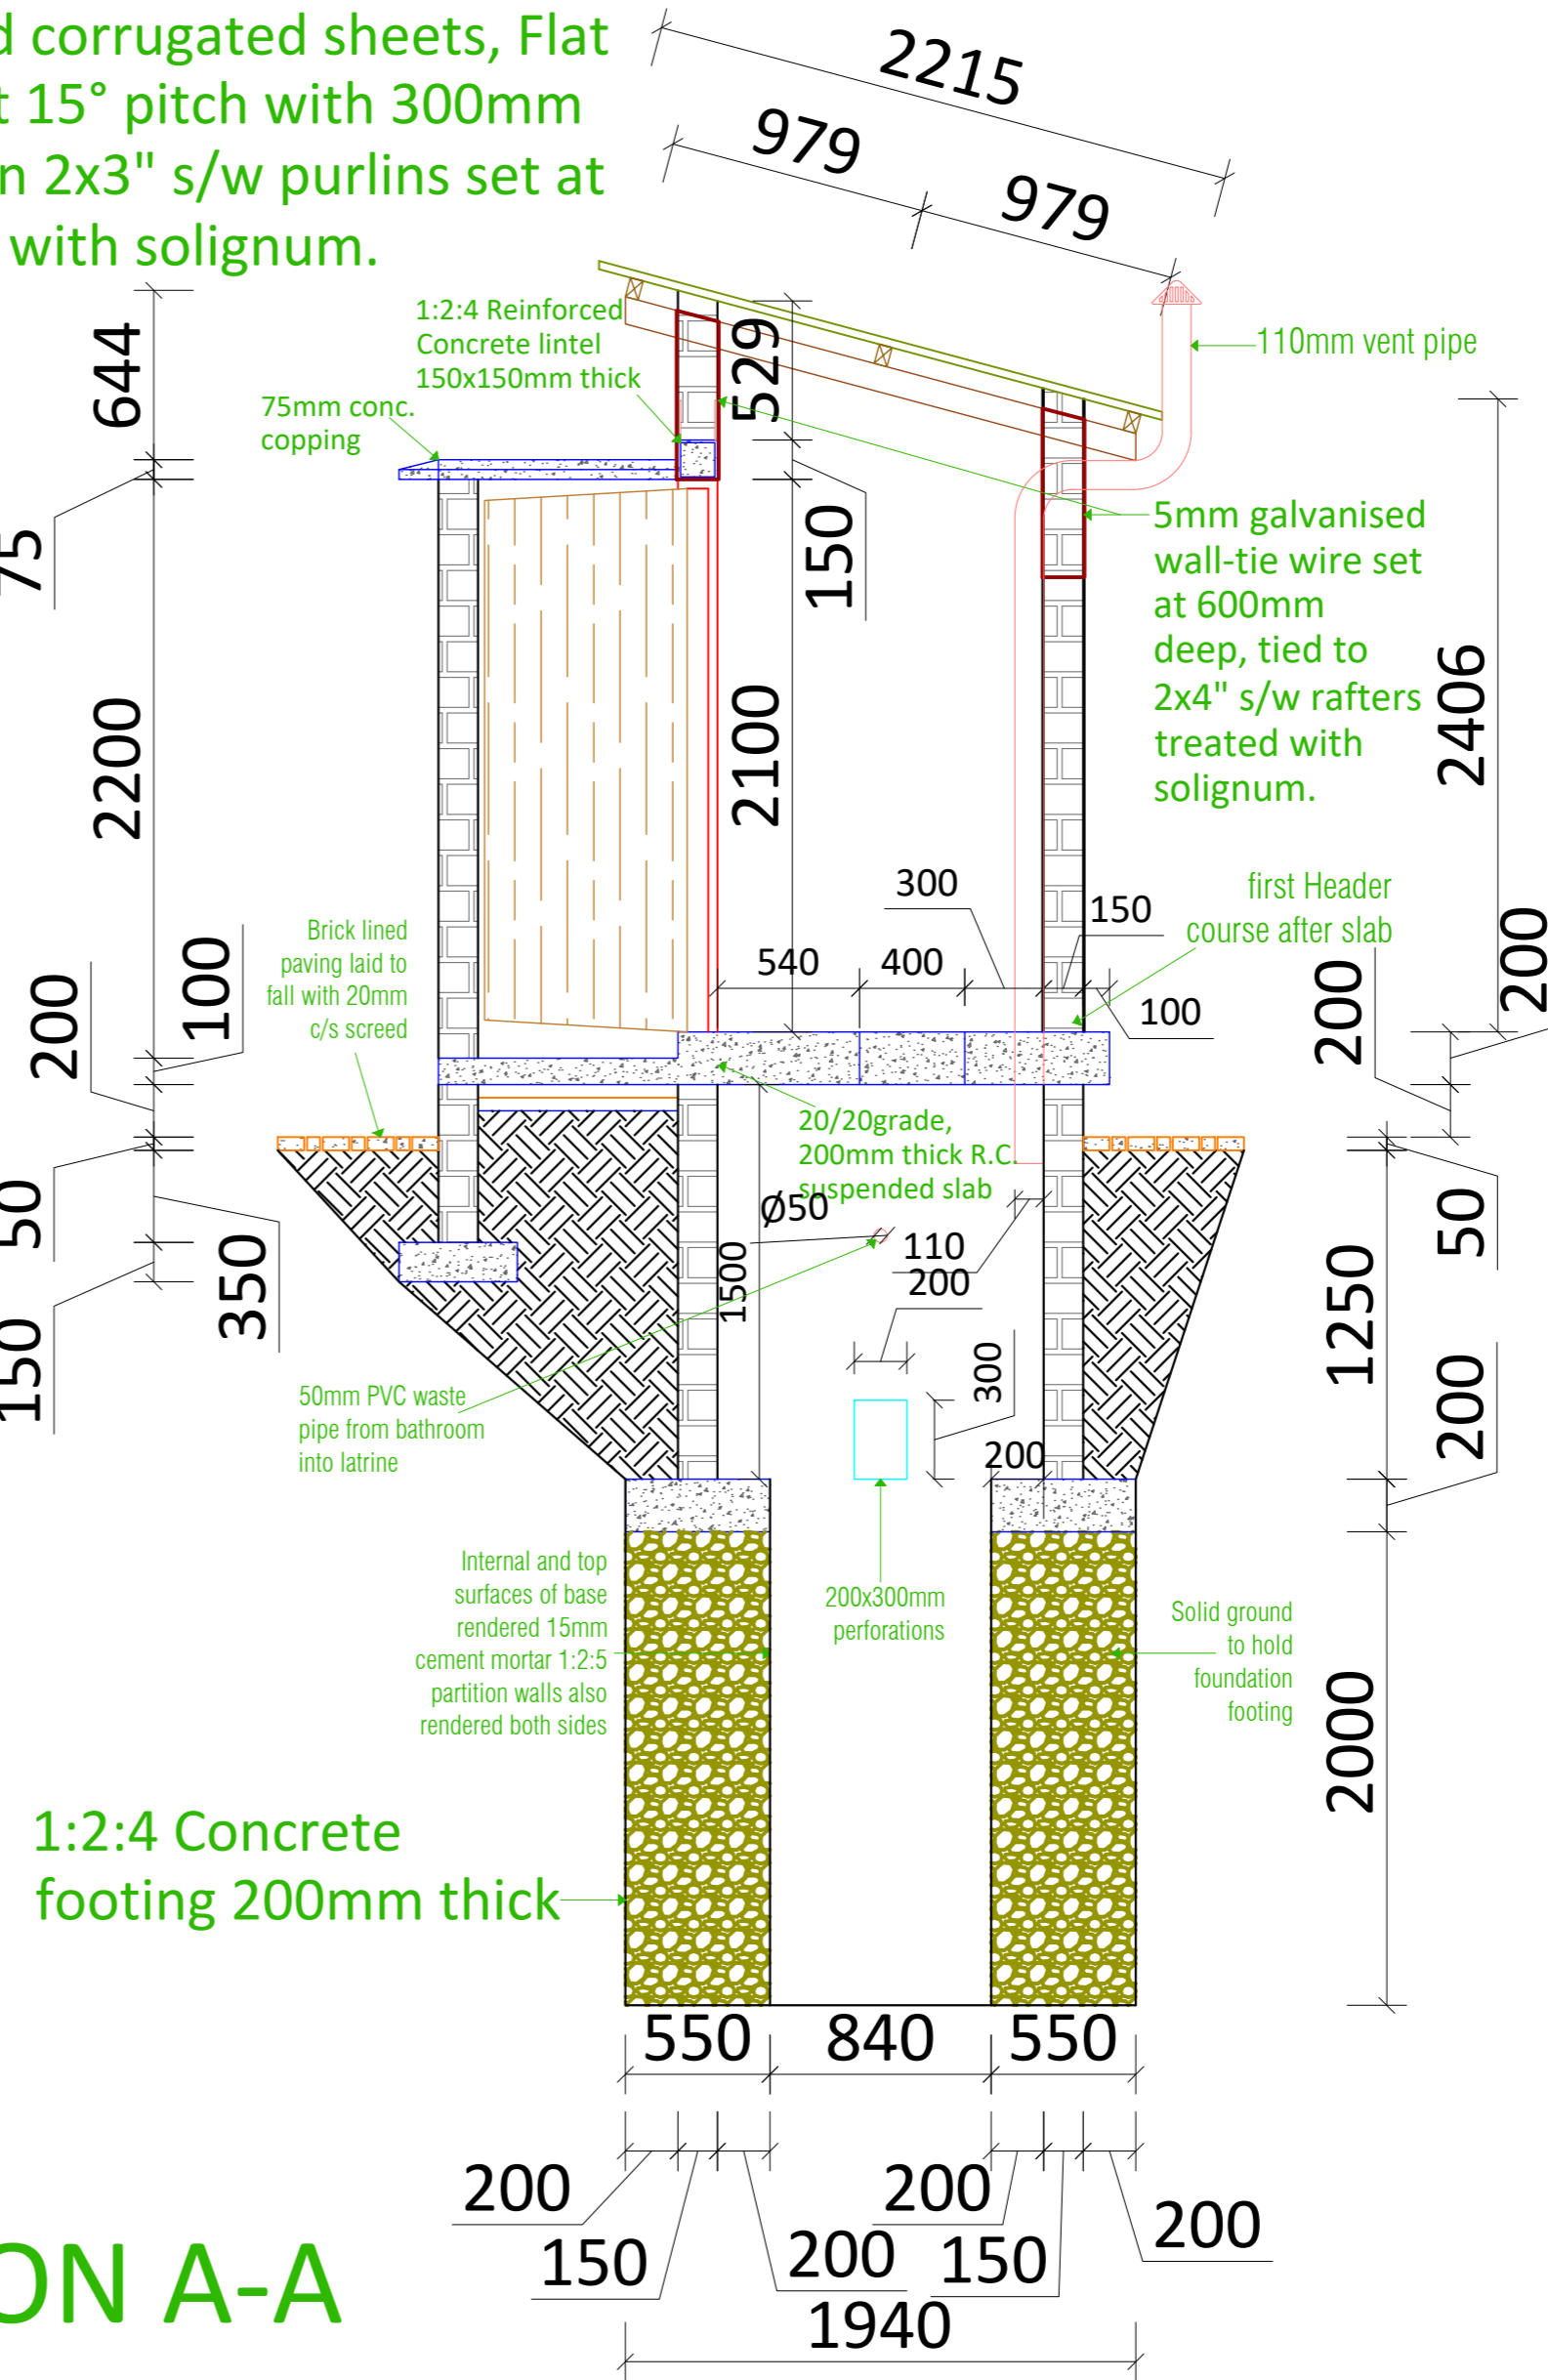 d corrugated sheets, Flat
t 15° pitch with 300mm
n 2x3" s/w purlins set at
with solignum.
2215
979
979
644
1:2:4 Reinforced
Concrete lintel
150x150mm thick
529
110mm vent pipe
75mm conc.
copping
75
150
5mm galvanised
wall-tie wire set
at 600mm
deep, tied to
2x4" s/w rafters
treated with
solignum.
2200
2100
2406
300
150
first Header
course after slab
Brick lined
paving laid to
fall with 20mm
c/s screed
540
400
100
200
100
200
200
20/20grade,
200mm thick R.C.
suspended slab
Ø50
110
200
1500
50
350
150
300
200
50
1250
200
50mm PVC waste
pipe from bathroom
into latrine
Internal and top
surfaces of base
rendered 15mm
cement mortar 1:2:5
partition walls also
rendered both sides
200x300mm
perforations
Solid ground
to hold
foundation
footing
2000
1:2:4 Concrete
footing 200mm thick
550
840
550
200
150
200
200
150
200
1940
ON A-A